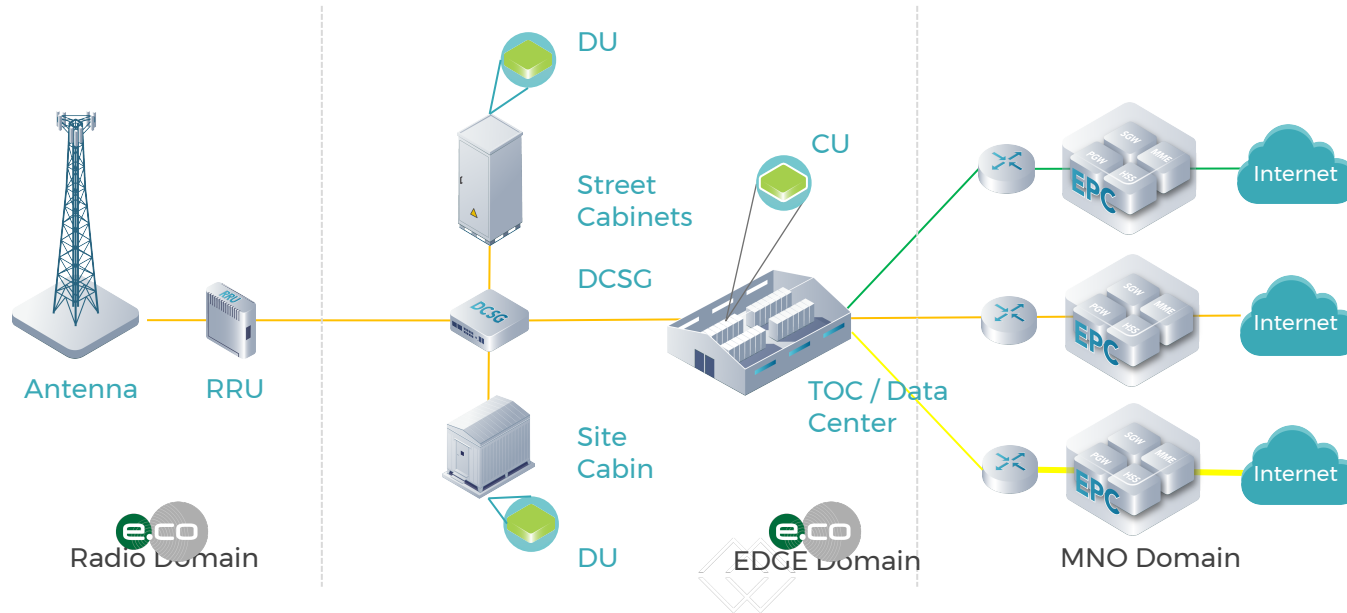 DU
CU
Street
Cabinets
DCSG
DCSG
RRU
Antenna
RRU
TOC / Data
Center
Site
Cabin
DU
SGW
PGW
MME
HSS
EPC
Internet
SGW
PGW
MME
HSS
EPC
Internet
SGW
PGW
MME
HSS
EPC
Internet
e.co
Radio Domain
e.co
EDGE Domain
MNO Domain